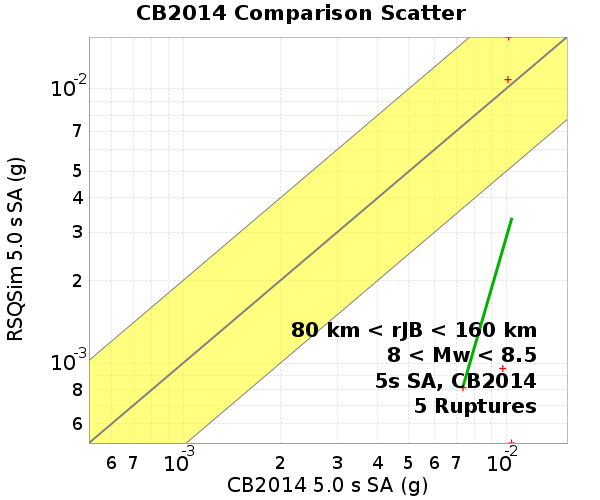 CB2014 Comparison Scatter
RSQSim 5.0 s SA (g)
10-2
7
5
4
3
2
10-3
8
6
80 km < rJB < 160 km
8 < Mw < 8.5
5s SA, CB2014
5 Ruptures
6 7 10-3 2 3 4 5 6 7 10-2
CB2014 5.0 s SA (g)